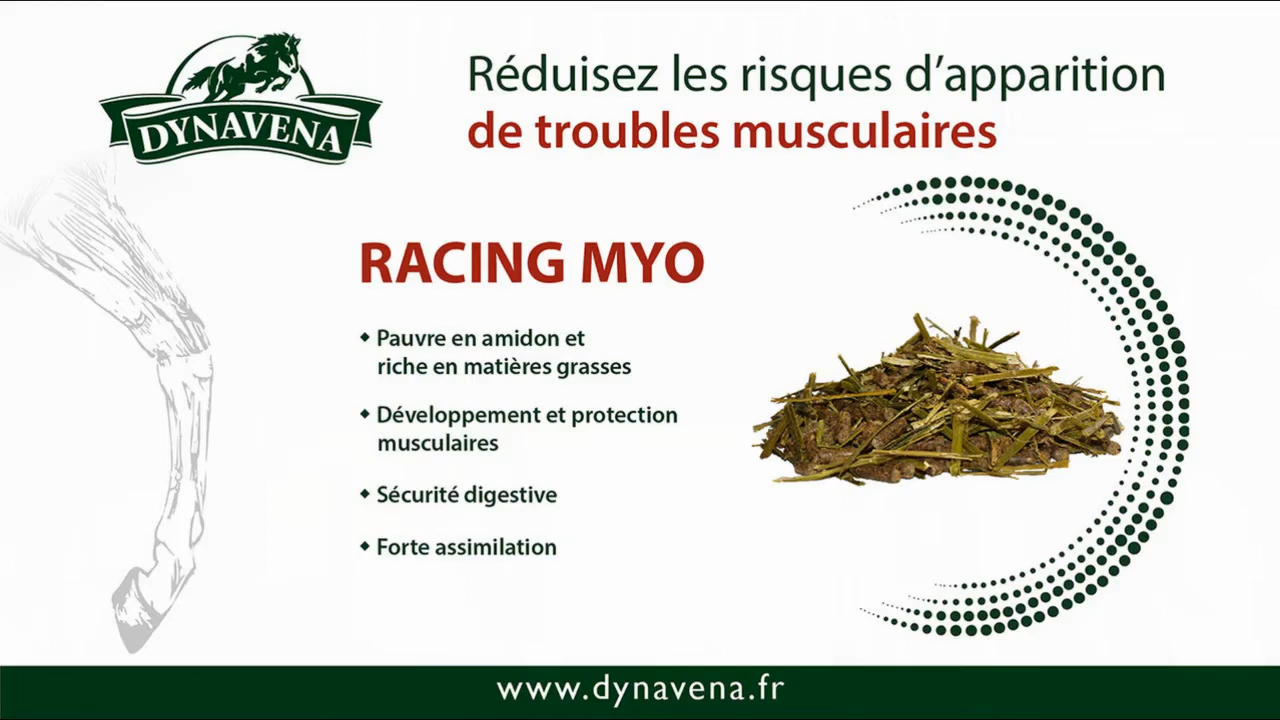 DYNAVENA
Réduisez les risques d’apparition
de troubles musculaires
RACING MYO
Pauvre en amidon et
riche en matières grasses
Développement et protection
musculaires
Sécurité digestive
Forte assimilation
www.dynavena.fr